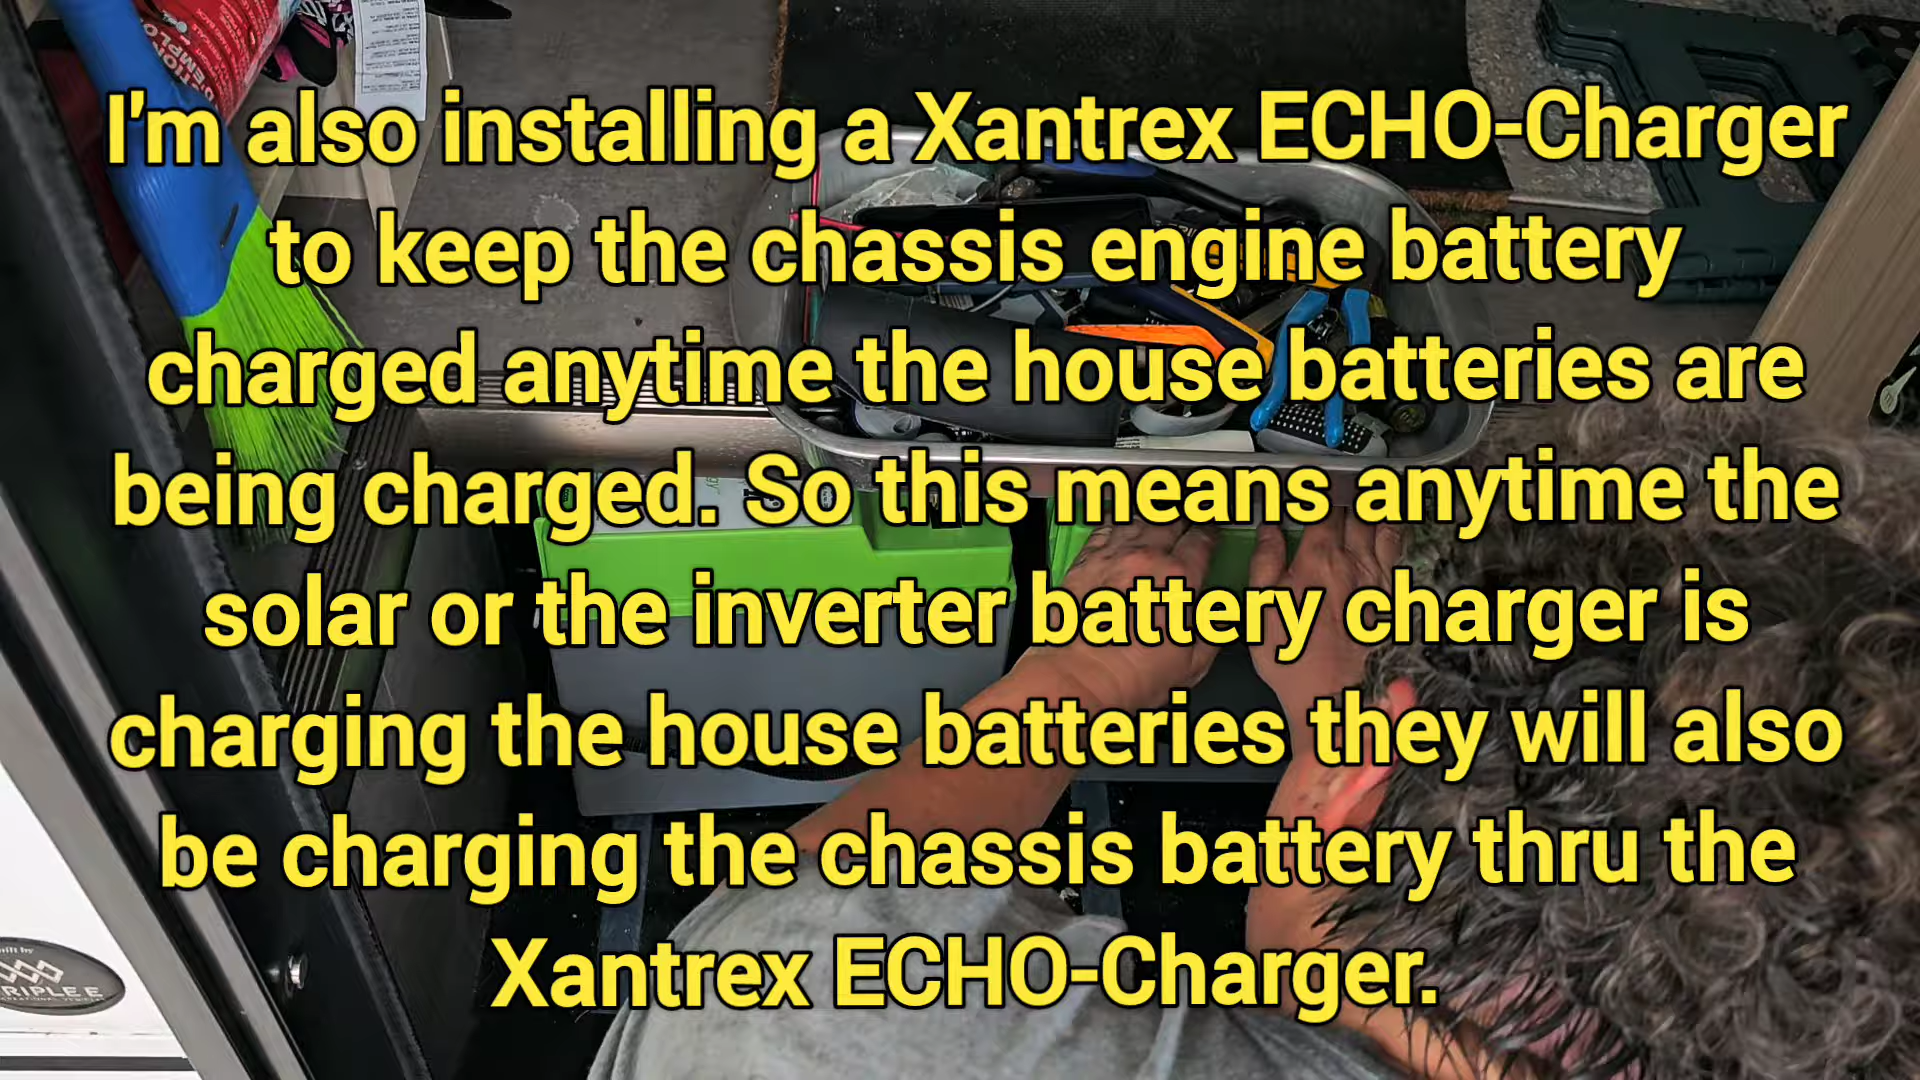 I'm also installing a Xantrex ECHO-Charger
to keep the chassis engine battery
charged anytime the house batteries are
being charged. So this means anytime the
solar or the inverter battery charger is
charging the house batteries they will also
be charging the chassis battery thru the
Xantrex ECHO-Charger.
TRIPLE E